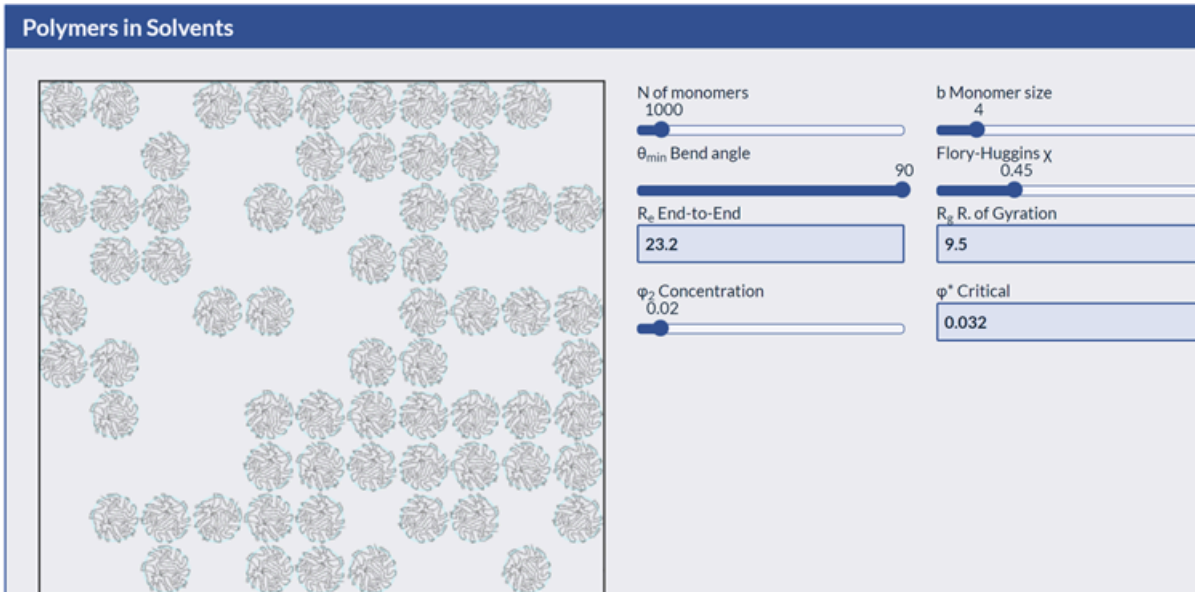 Polymers in Solvents
N of monomers
1000
b Monomer size
4
θmin Bend angle
90
Flory-Huggins χ
0.45
Re End-to-End
23.2
Rg R. of Gyration
9.5
φ2 Concentration
0.02
φ* Critical
0.032